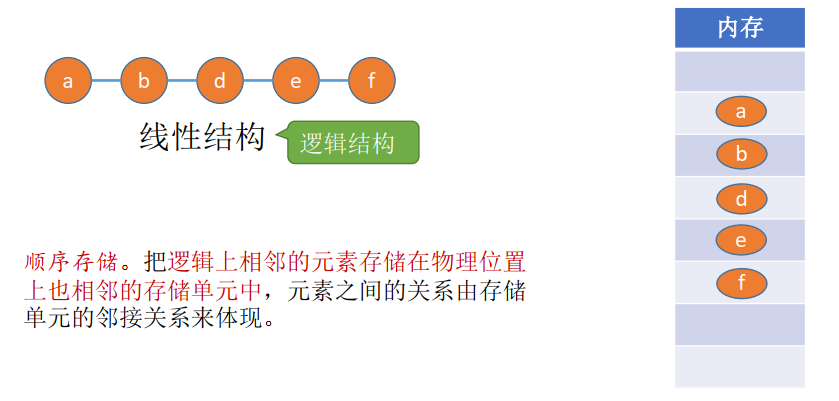 a b d e f
线性结构
逻辑结构
顺序存储。把逻辑上相邻的元素存储在物理位置
上也相邻的存储单元中，元素之间的关系由存储
单元的邻接关系来体现。
内存
a
b
d
e
f